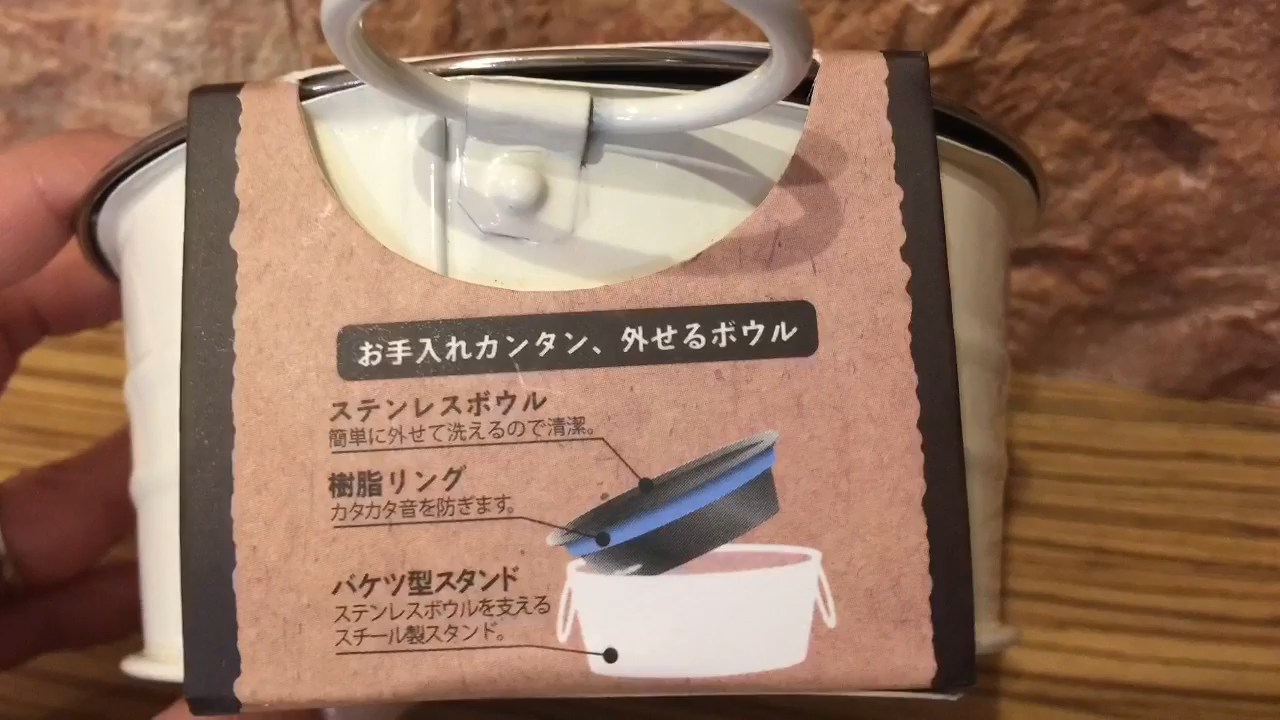 お手入れカンタン、外せるボウル
ステンレスボウル
簡単に外せて洗えるので清潔。
樹脂リング
カタカタ音を防ぎます。
バケツ型スタンド
ステンレスボウルを支える
スチール製スタンド。